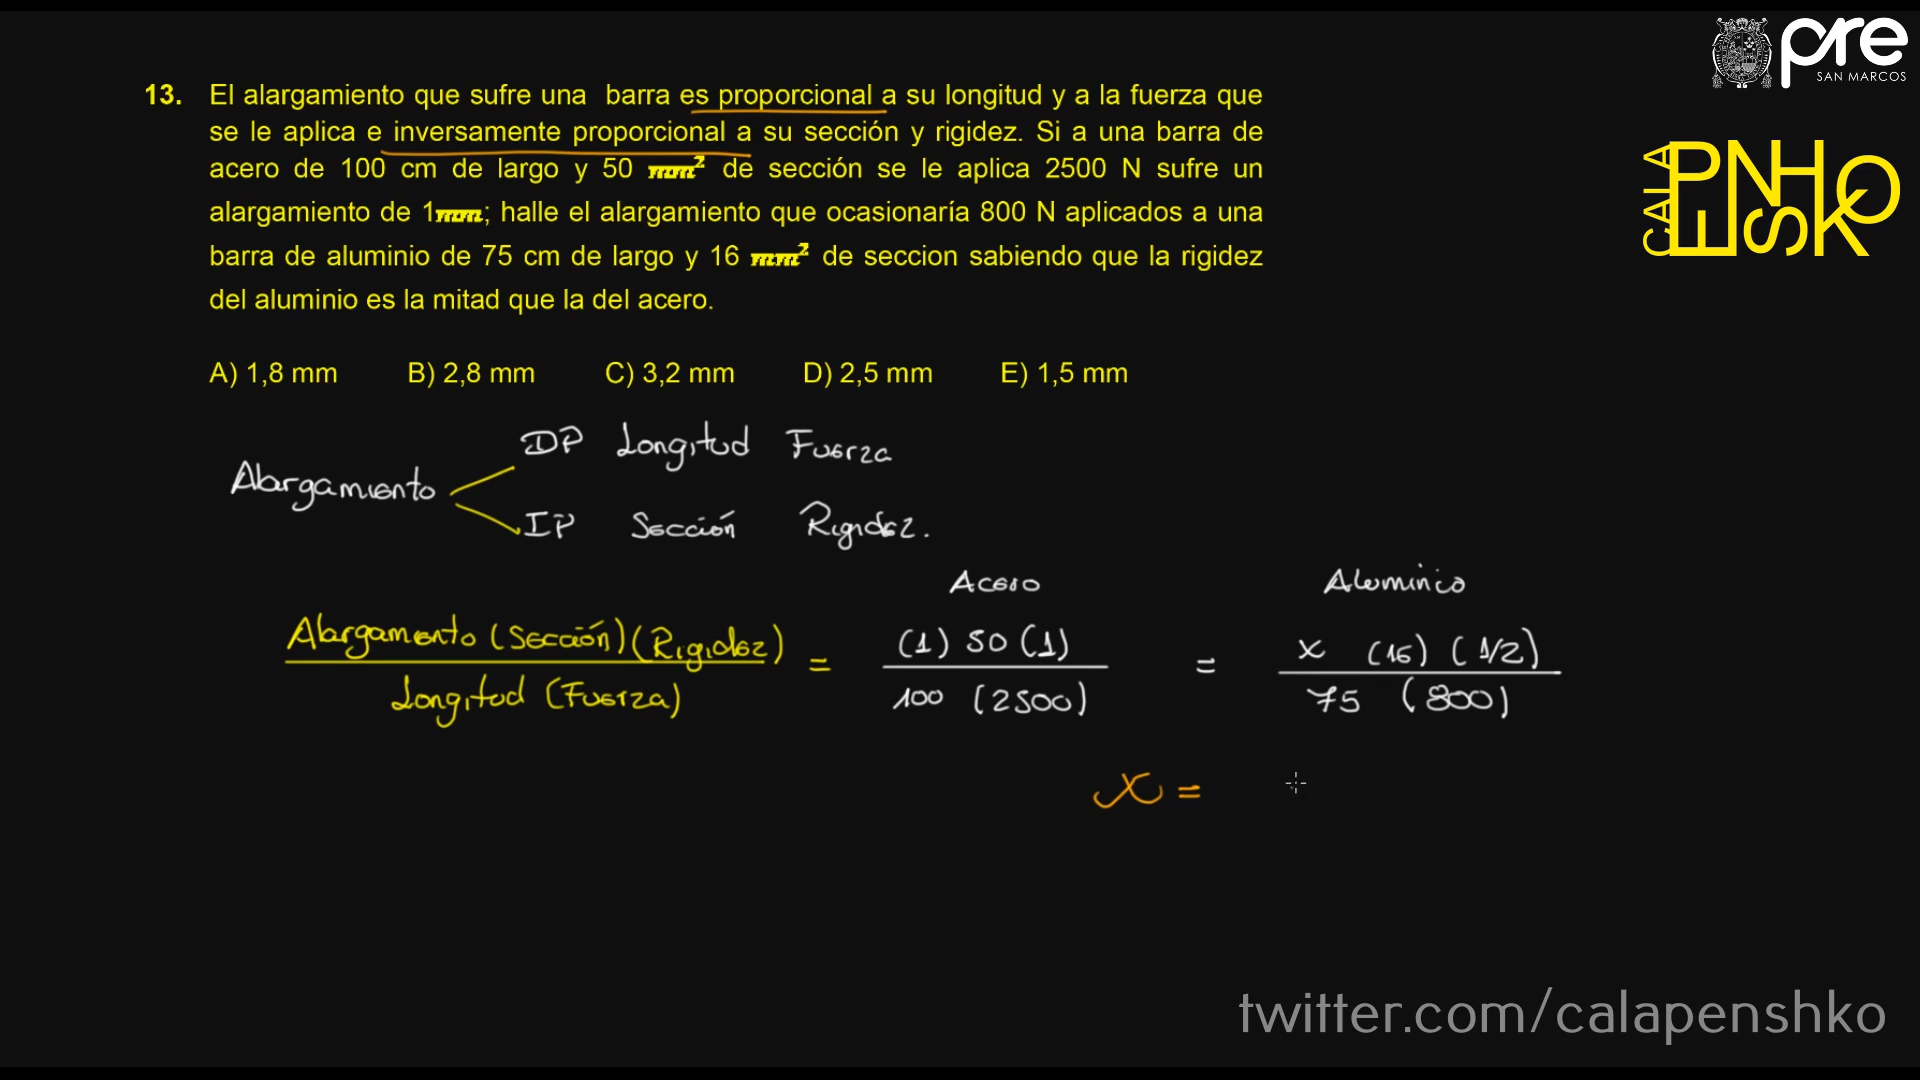 pre
SAN MARCOS
13. El alargamiento que sufre una barra es proporcional a su longitud y a la fuerza que
se le aplica e inversamente proporcional a su sección y rigidez. Si a una barra de
acero de 100 cm de largo y 50 mm² de sección se le aplica 2500 N sufre un
alargamiento de 1mm; halle el alargamiento que ocasionaría 800 N aplicados a una
barra de aluminio de 75 cm de largo y 16 mm² de seccion sabiendo que la rigidez
del aluminio es la mitad que la del acero.
CALA PENSHKO
A) 1,8 mm B) 2,8 mm C) 3,2 mm D) 2,5 mm E) 1,5 mm
DP Longitud Fuerza
Alargamiento
IP Sección Rigidez.
Acero Aluminio
Alargamento (Sección) (Rigidez) = (1) 50 (1) = x (16) (1/2)
Longitud (Fuerza) 100 (2500) 75 (800)
x =
twitter.com/calapenshko